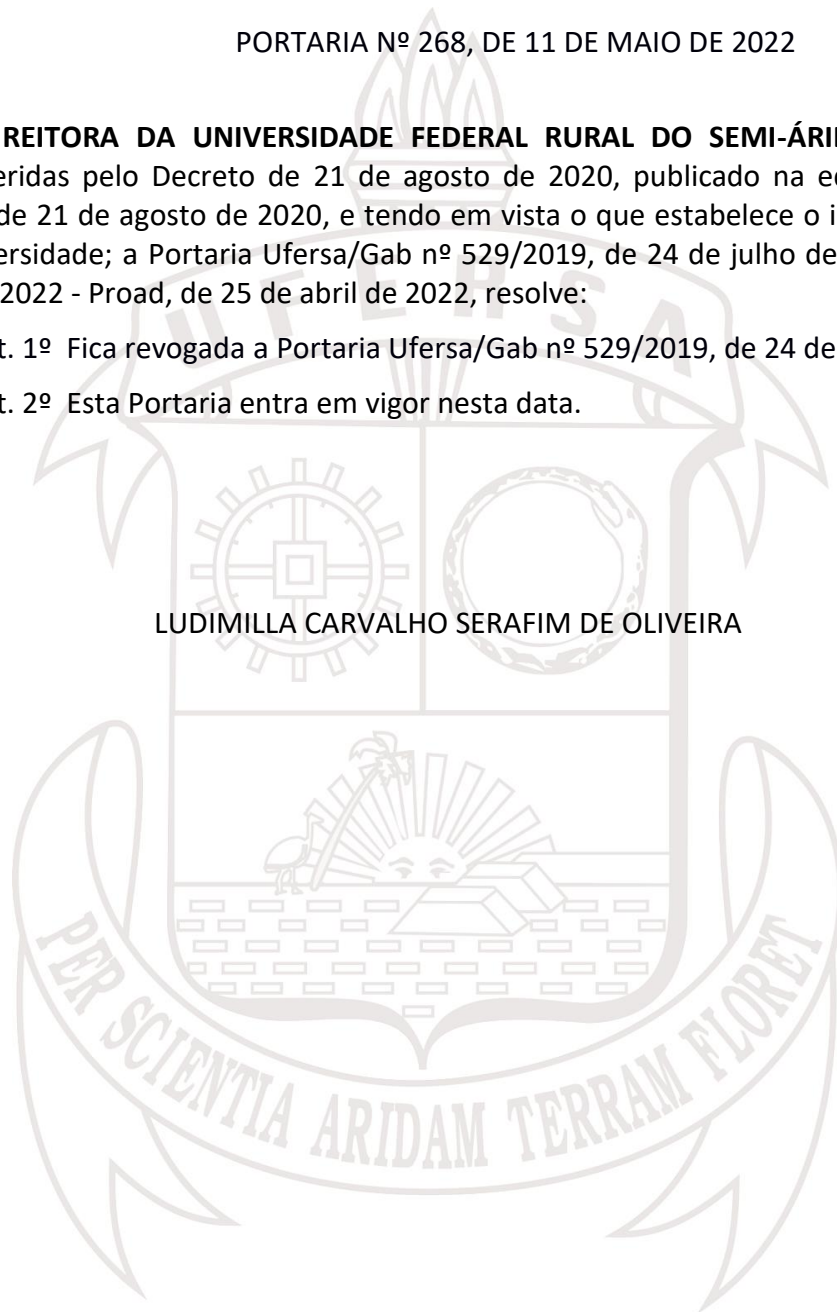 PORTARIA Nº 268, DE 11 DE MAIO DE 2022
REITORA DA UNIVERSIDADE FEDERAL RURAL DO
pelo Decreto de 21 de agosto de 2020, publicado na
de 21 de agosto de 2020, e tendo em vista o que estabelece o
a Portaria Ufersa/Gab nº 529/2019, de 24 de julho de
2022 - Proad, de 25 de abril de 2022, resolve:
1º Fica revogada a Portaria Ufersa/Gab nº 529/2019, de 24 de
2º Esta Portaria entra em vigor nesta data.
UFERSA
LUDIMILLA CARVALHO SERAFIM DE OLIVEIRA
PER SCIENTIA ARIDAM TERRAM FLORET